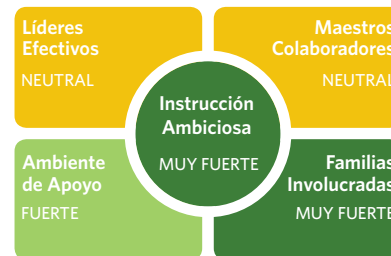 Líderes
Efectivos
NEUTRAL
Maestros
Colaboradores
NEUTRAL
Instrucción
Ambiciosa
MUY FUERTE
Ambiente
de Apoyo
FUERTE
Familias
Involucradas
MUY FUERTE